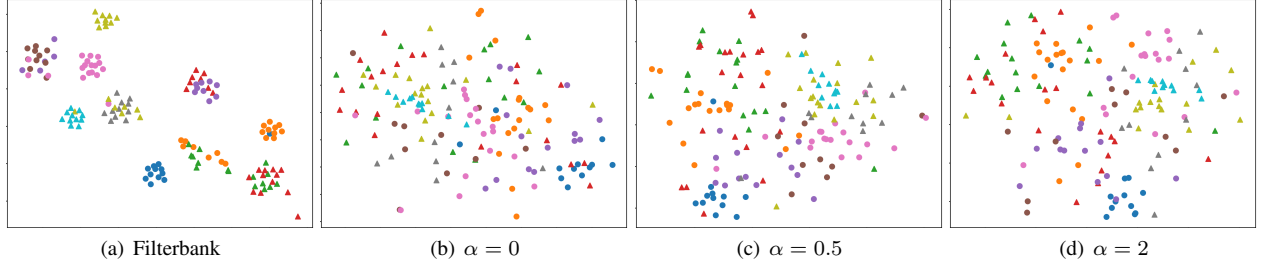 (a) Filterbank
(b) α = 0
(c) α = 0.5
(d) α = 2